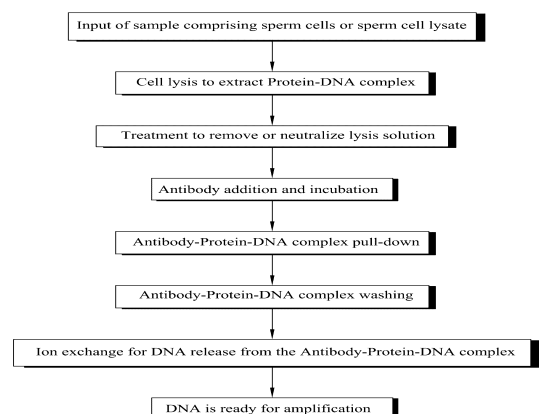 Input of sample comprising sperm cells or sperm cell lysate
Cell lysis to extract Protein-DNA complex
Treatment to remove or neutralize lysis solution
Antibody addition and incubation
Antibody-Protein-DNA complex pull-down
Antibody-Protein-DNA complex washing
Ion exchange for DNA release from the Antibody-Protein-DNA complex
DNA is ready for amplification